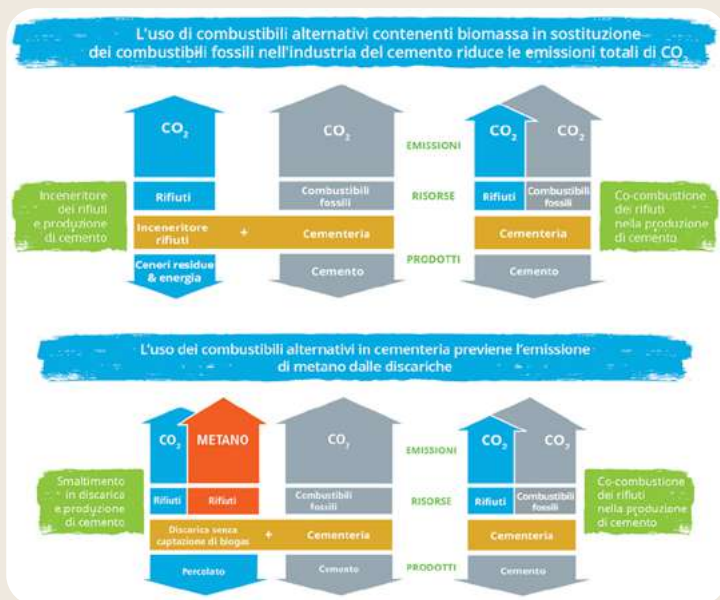 L'uso di combustibili alternativi contenenti biomassa in sostituzione
dei combustibili fossili nell'industria del cemento riduce le emissioni totali di CO₂
CO₂
CO₂
CO₂
CO₂
EMISSIONI
Inceneritore
dei rifiuti
e produzione
di cemento
Rifiuti
Combustibili
fossili
RISORSE
Rifiuti
Combustibili
fossili
Co-combustione
dei rifiuti
nella produzione
di cemento
Inceneritore
rifiuti
+
Cementeria
Cementeria
Ceneri residue
& energia
Cemento
PRODOTTI
Cemento
L'uso dei combustibili alternativi in cementeria previene l'emissione
di metano dalle discariche
CO₂
METANO
CO₂
CO₂
CO₂
EMISSIONI
Smaltimento
in discarica
e produzione
di cemento
Rifiuti
Rifiuti
Combustibili
fossili
RISORSE
Rifiuti
Combustibili
fossili
Co-combustione
dei rifiuti
nella produzione
di cemento
Discarica senza
captazione di biogas
+
Cementeria
Cementeria
Percolato
Cemento
PRODOTTI
Cemento